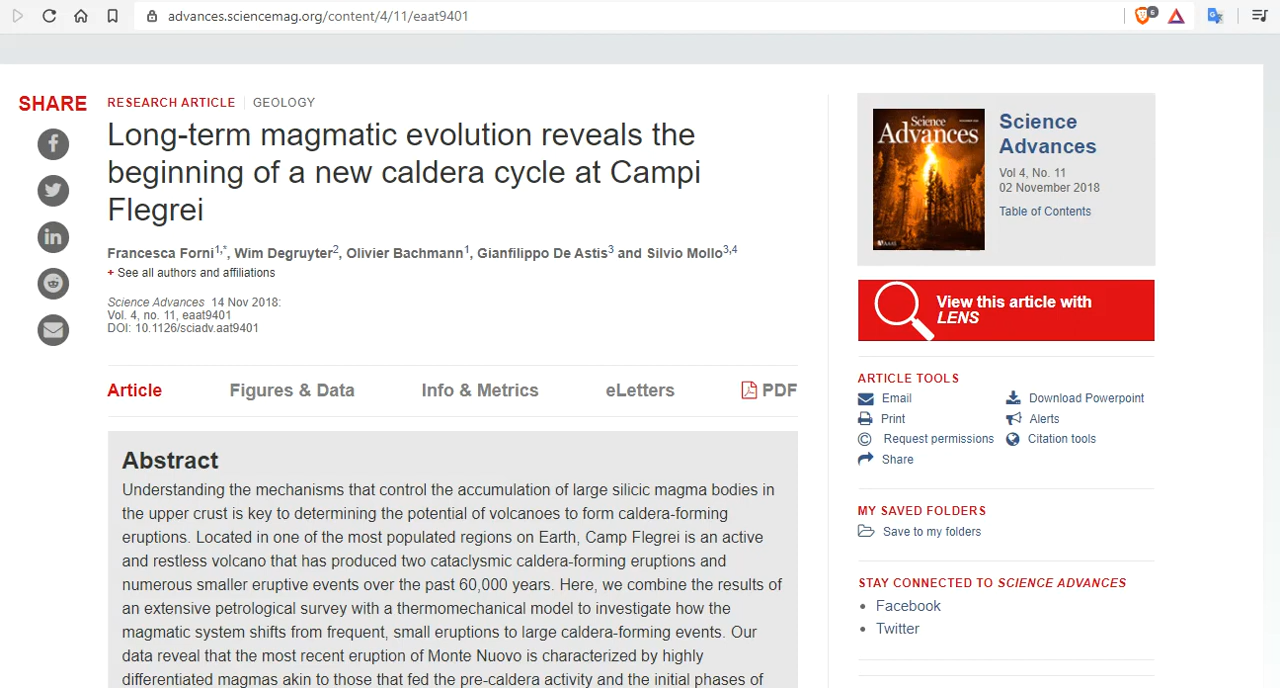 advances.sciencemag.org/content/4/11/eaat9401
6
SHARE
RESEARCH ARTICLE GEOLOGY
Long-term magmatic evolution reveals the
beginning of a new caldera cycle at Campi
Flegrei
Francesca Forni1,*, Wim Degruyter2, Olivier Bachmann1, Gianfilippo De Astis3 and Silvio Mollo3,4
+ See all authors and affiliations
Science Advances 14 Nov 2018:
Vol. 4, no. 11, eaat9401
DOI: 10.1126/sciadv.aat9401
Article Figures & Data Info & Metrics eLetters PDF
Abstract
Understanding the mechanisms that control the accumulation of large silicic magma bodies in
the upper crust is key to determining the potential of volcanoes to form caldera-forming
eruptions. Located in one of the most populated regions on Earth, Camp Flegrei is an active
and restless volcano that has produced two cataclysmic caldera-forming eruptions and
numerous smaller eruptive events over the past 60,000 years. Here, we combine the results of
an extensive petrological survey with a thermomechanical model to investigate how the
magmatic system shifts from frequent, small eruptions to large caldera-forming events. Our
data reveal that the most recent eruption of Monte Nuovo is characterized by highly
differentiated magmas akin to those that fed the pre-caldera activity and the initial phases of
Science
Advances
Science
Advances
Vol 4, No. 11
02 November 2018
Table of Contents
View this article with
LENS
ARTICLE TOOLS
Email
Download Powerpoint
Print
Alerts
Request permissions
Citation tools
Share
MY SAVED FOLDERS
Save to my folders
STAY CONNECTED TO SCIENCE ADVANCES
Facebook
Twitter